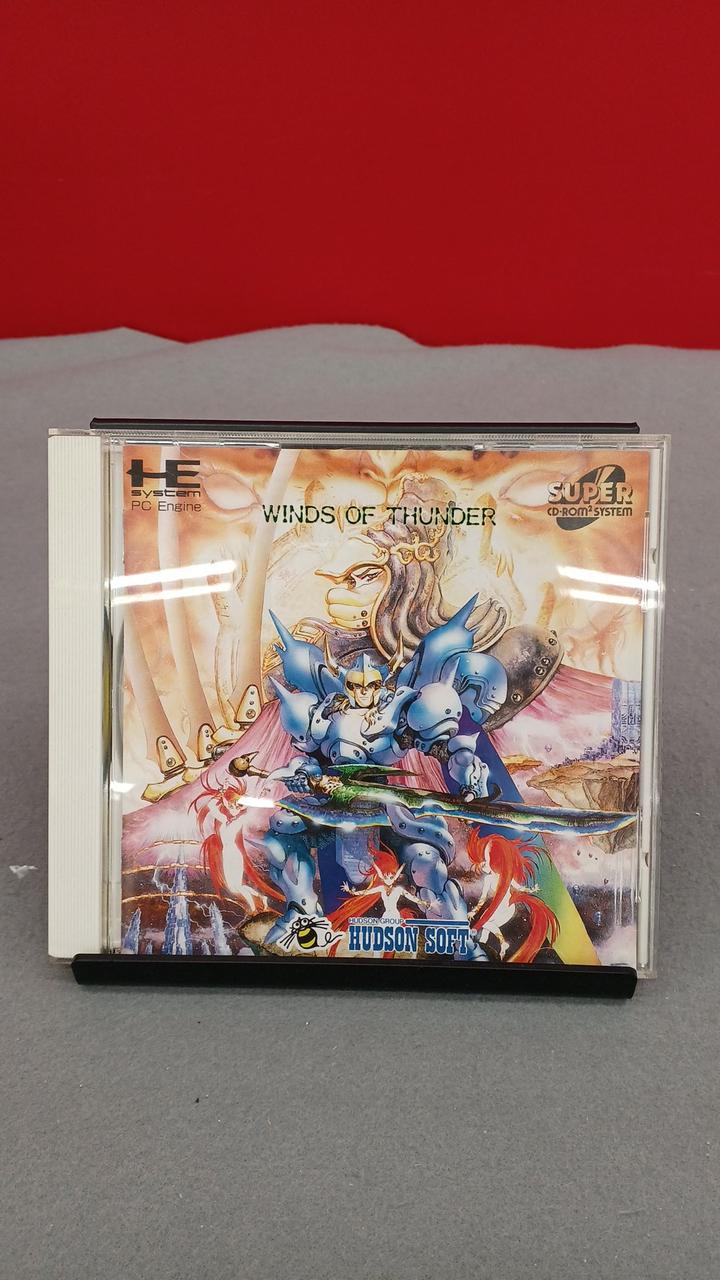 HE
system
PC Engine
WINDS OF THUNDER
SUPER
CD-ROM² SYSTEM
HUDSON GROUP
HUDSON SOFT